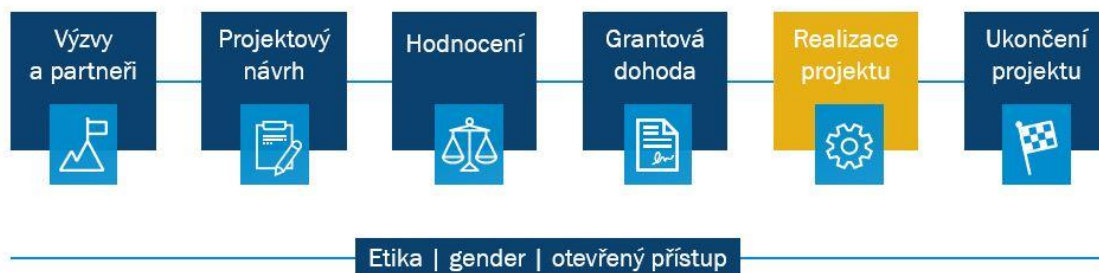 Výzvy
a partneři
Projektový
návrh
Hodnocení
Grantová
dohoda
Realizace
projektu
Ukončení
projektu
Etika | gender | otevřený přístup